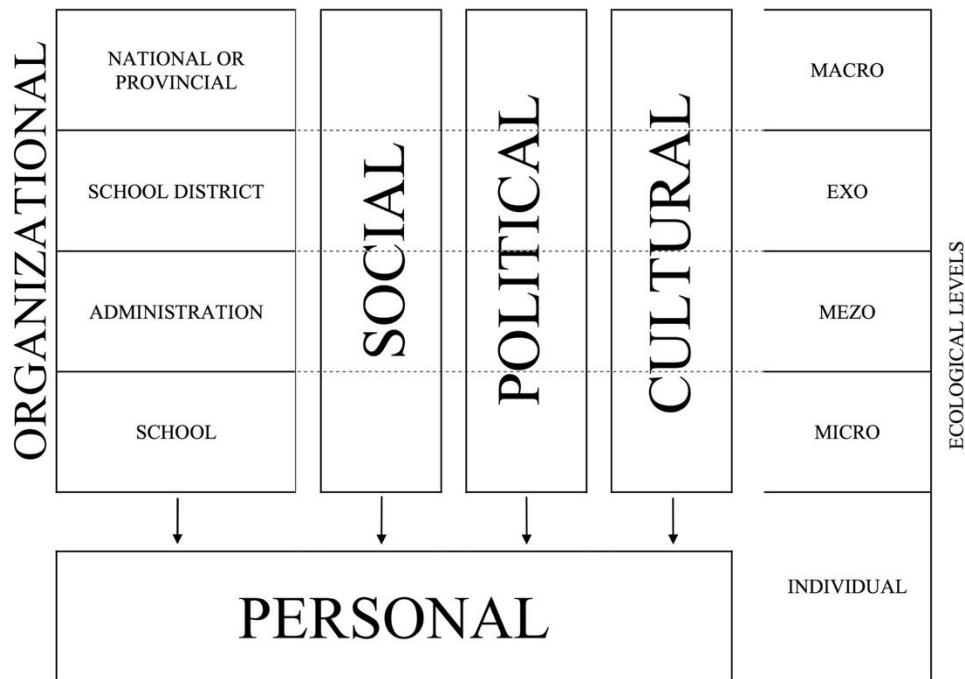 ORGANIZATIONAL
NATIONAL OR
PROVINCIAL
SCHOOL DISTRICT
ADMINISTRATION
SCHOOL
SOCIAL
POLITICAL
CULTURAL
MACRO
EXO
MEZO
MICRO
INDIVIDUAL
ECOLOGICAL LEVELS
PERSONAL